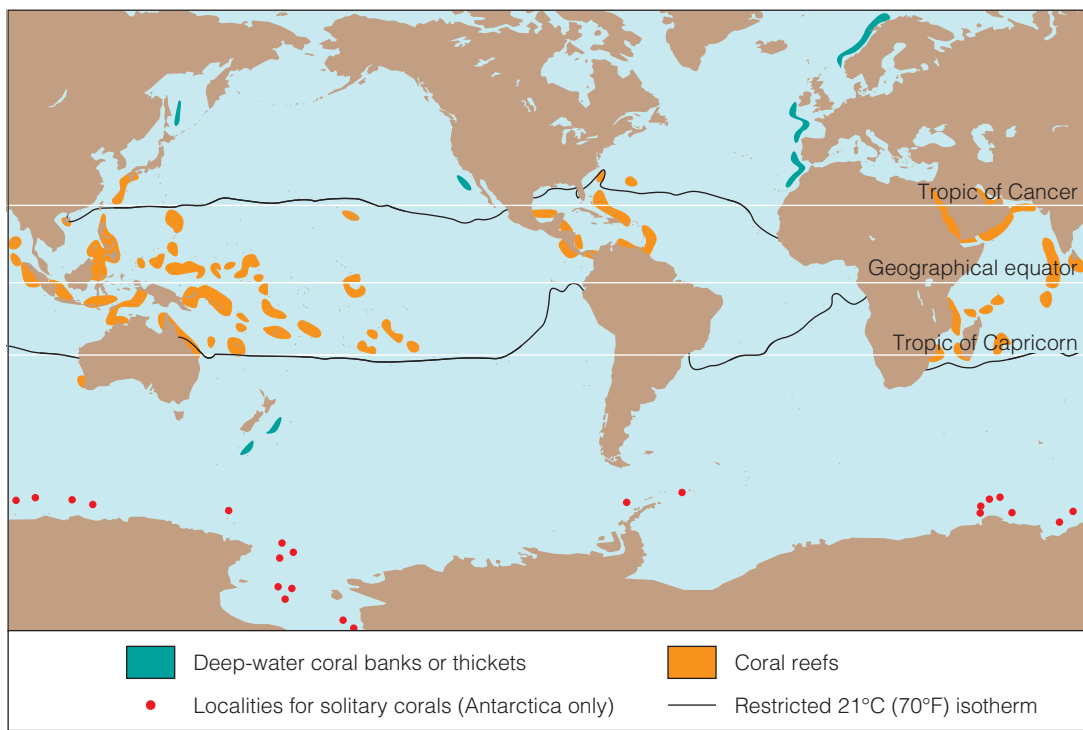 Tropic of Cancer
Geographical equator
Tropic of Capricorn
Deep-water coral banks or thickets
Coral reefs
Localities for solitary corals (Antarctica only)
Restricted 21°C (70°F) isotherm